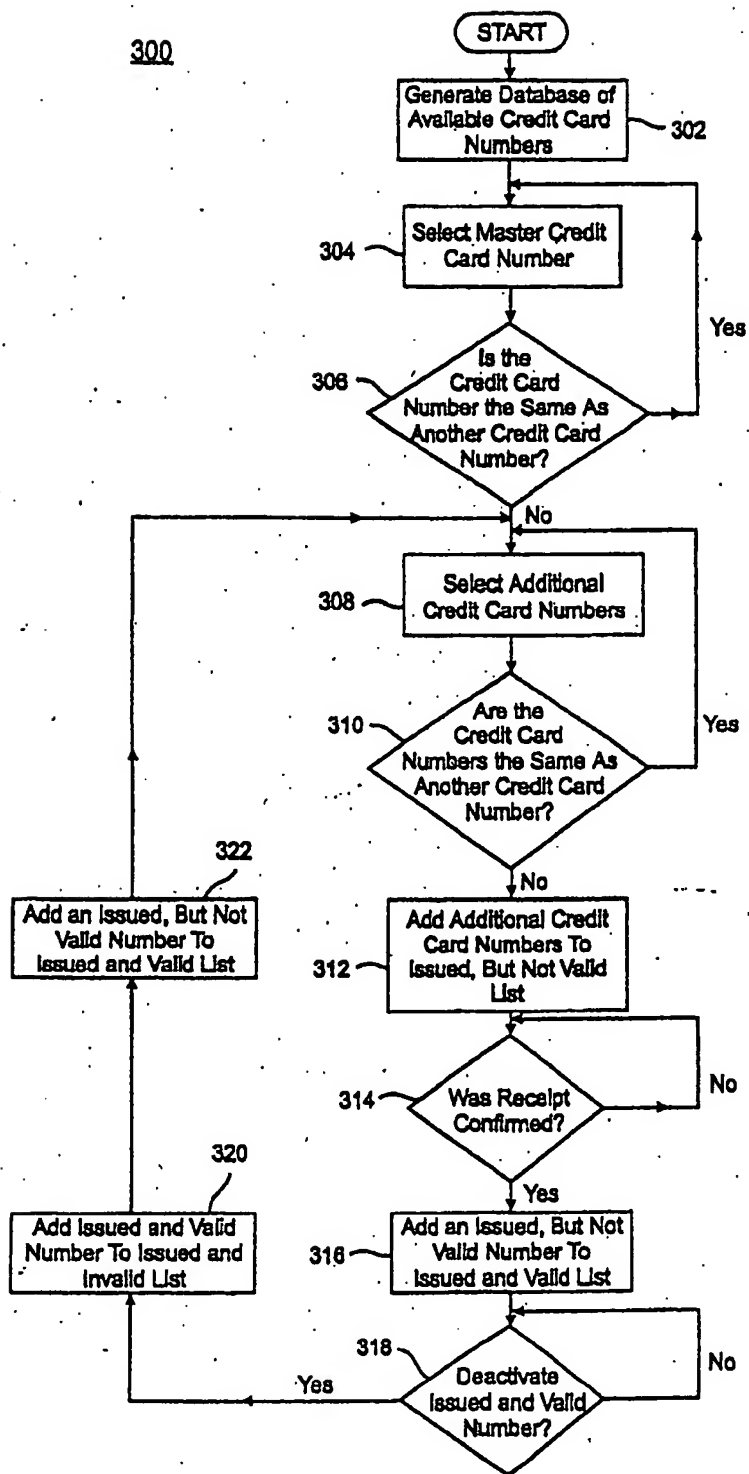 300
START
Generate Database of
Available Credit Card
Numbers
302
Select Master Credit
Card Number
304
Yes
Is the
Credit Card
Number the Same As
Another Credit Card
Number?
306
No
Select Additional
Credit Card Numbers
308
Are the
Credit Card
Numbers the Same As
Another Credit Card
Number?
310
Yes
No
322
Add an Issued, But Not
Valid Number To
Issued and Valid List
Add Additional Credit
Card Numbers To
Issued, But Not Valid
List
312
Was Receipt
Confirmed?
314
No
Yes
320
Add Issued and Valid
Number To Issued and
Invalid List
Add an Issued, But Not
Valid Number To
Issued and Valid List
316
318
Deactivate
Issued and Valid
Number?
No
Yes